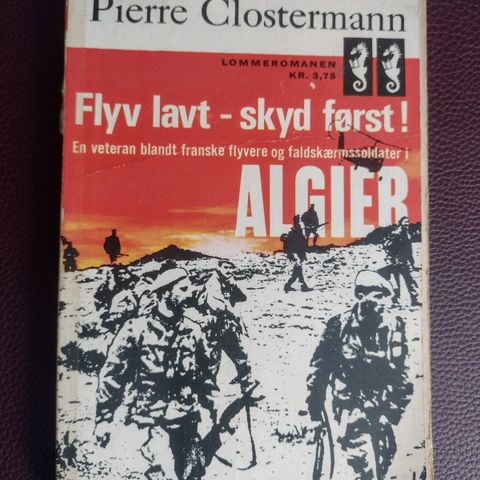 Pierre Clostermann
LOMMEROMANEN
KR. 3,75
Flyv lavt - skyd først!
En veteran blandt franske flyvere og faldskærmssoldater i
ALGIER